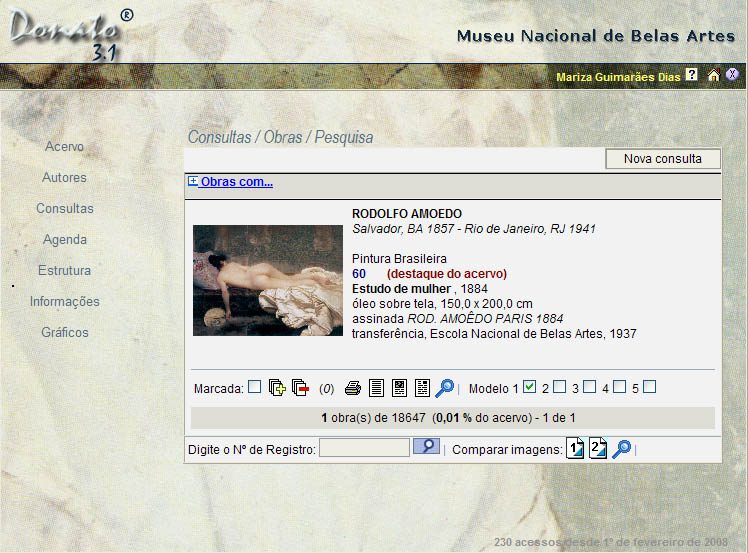 Donato ®
3.1
Museu Nacional de Belas Artes
Mariza Guimarães Dias ? X
Consultas / Obras / Pesquisa
Nova consulta
Acervo
Autores
Consultas
Agenda
Estrutura
Informações
Gráficos
Obras com...
RODOLFO AMOEDO
Salvador, BA 1857 - Rio de Janeiro, RJ 1941
Pintura Brasileira
60 (destaque do acervo)
Estudo de mulher , 1884
óleo sobre tela, 150,0 x 200,0 cm
assinada ROD. AMOÊDO PARIS 1884
transferência, Escola Nacional de Belas Artes, 1937
Marcada: (0) | Modelo 1 2 3 4 5
1 obra(s) de 18647 (0,01 % do acervo) - 1 de 1
Digite o Nº de Registro: | Comparar imagens: 1 2 |
230 acessos desde 1º de fevereiro de 2008